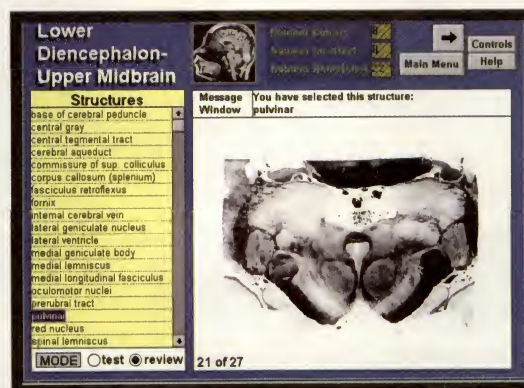 Lower
Diencephalon-
Upper Midbrain
Controls
Main Menu
Help
Structures
base of cerebral peduncle
central gray
central tegmental tract
cerebral aqueduct
commissure of sup. colliculus
corpus callosum (splenium)
fasciculus retroflexus
fornix
internal cerebral vein
lateral geniculate nucleus
lateral ventricle
medial geniculate body
medial lemniscus
medial longitudinal fasciculus
oculomotor nuclei
prerubral tract
pulvinar
red nucleus
spinal lemniscus
MODE test review
Message You have selected this structure:
Window pulvinar
21 of 27